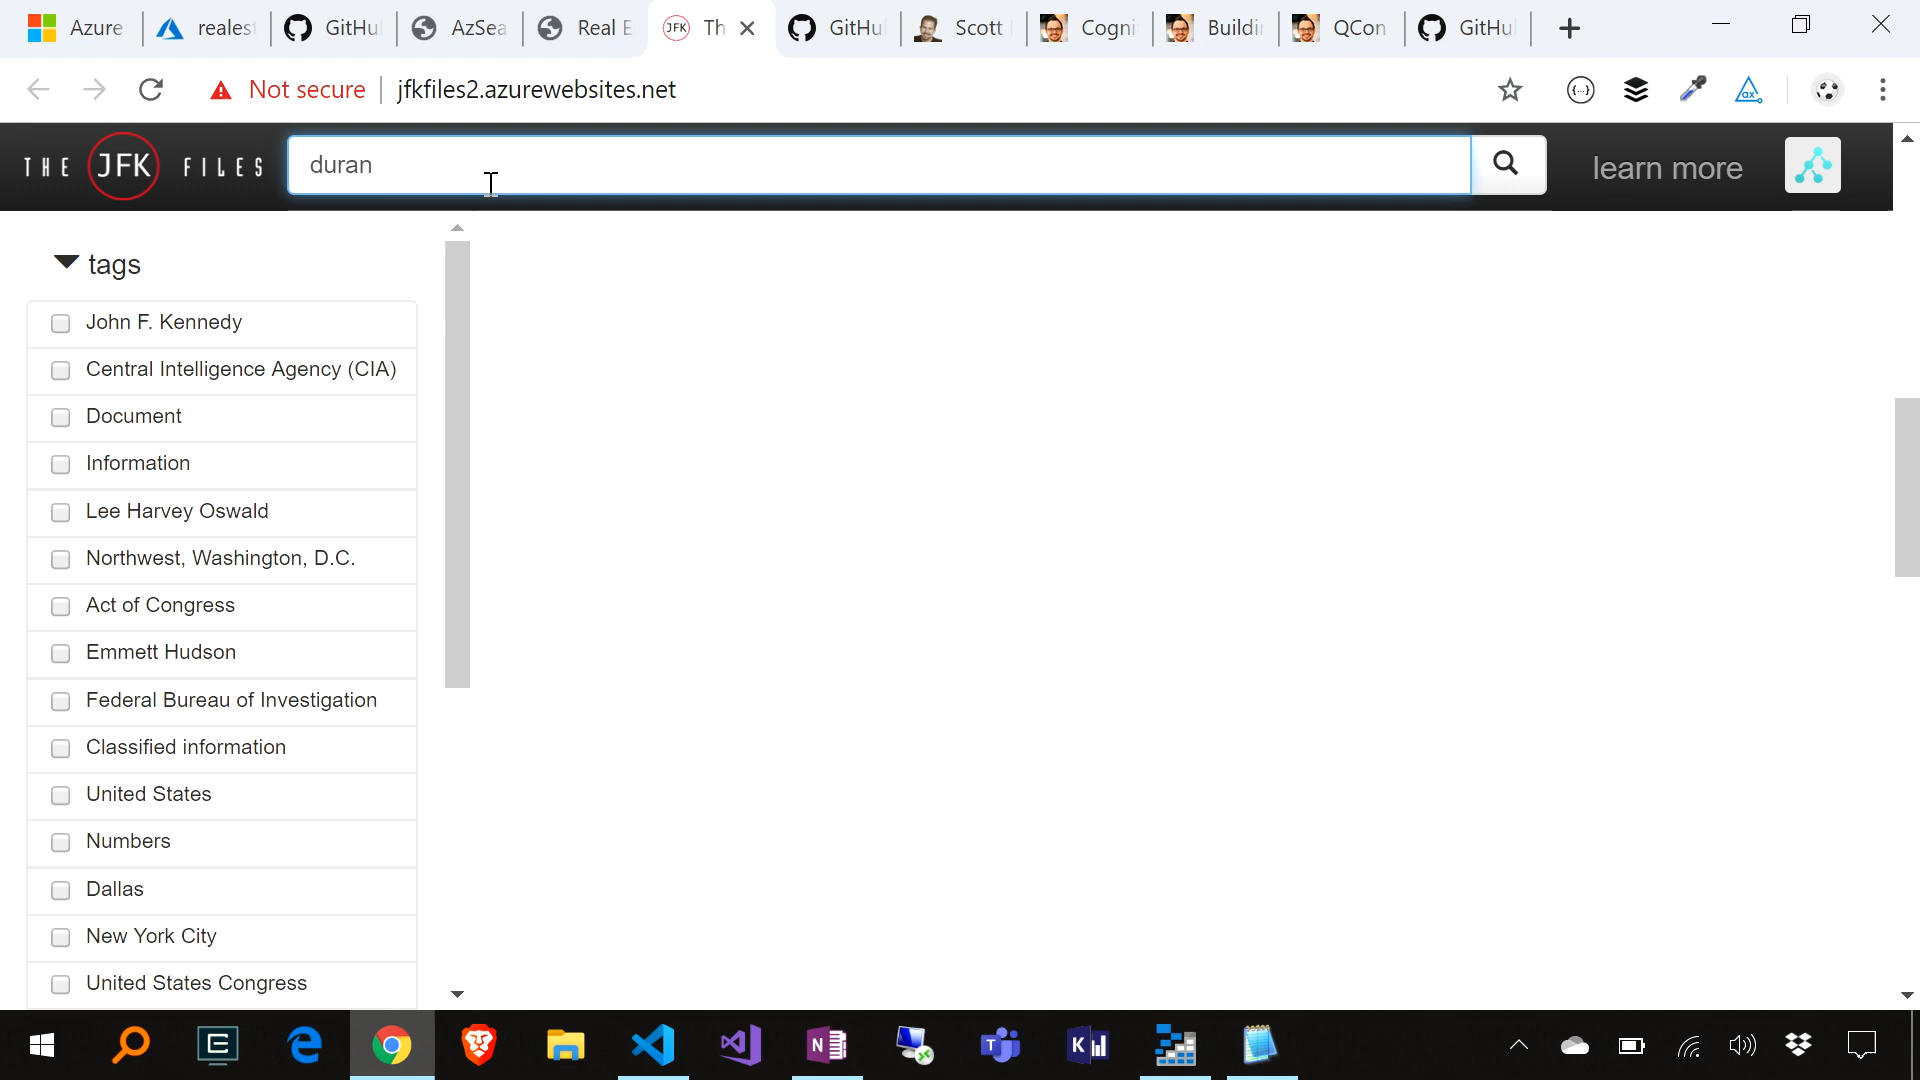 Azure
realest
GitHu
AzSea
Real E
JFK
Th
GitHu
Scott
Cogni
Buildi
QCon
GitHu
Not secure
jfkfiles2.azurewebsites.net
THE JFK FILES
duran
learn more
tags
John F. Kennedy
Central Intelligence Agency (CIA)
Document
Information
Lee Harvey Oswald
Northwest, Washington, D.C.
Act of Congress
Emmett Hudson
Federal Bureau of Investigation
Classified information
United States
Numbers
Dallas
New York City
United States Congress